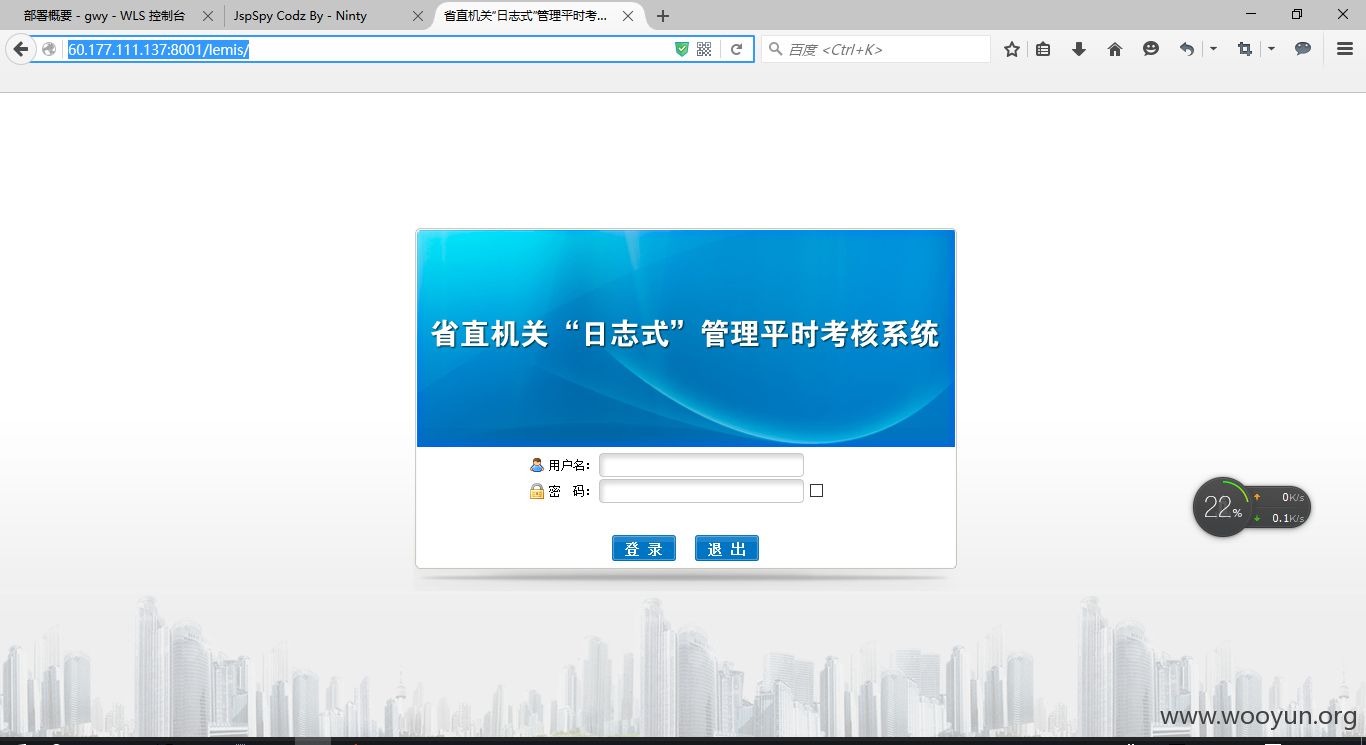 部署概要 - gwy - WLS 控制台
JspSpy Codz By - Ninty
省直机关"日志式"管理平时考...
60.177.111.137:8001/lemis/
百度 <Ctrl+K>
省直机关“日志式”管理平时考核系统
用户名:
密 码:
登 录
退 出
22%
0K/s
0.1K/s
www.wooyun.org